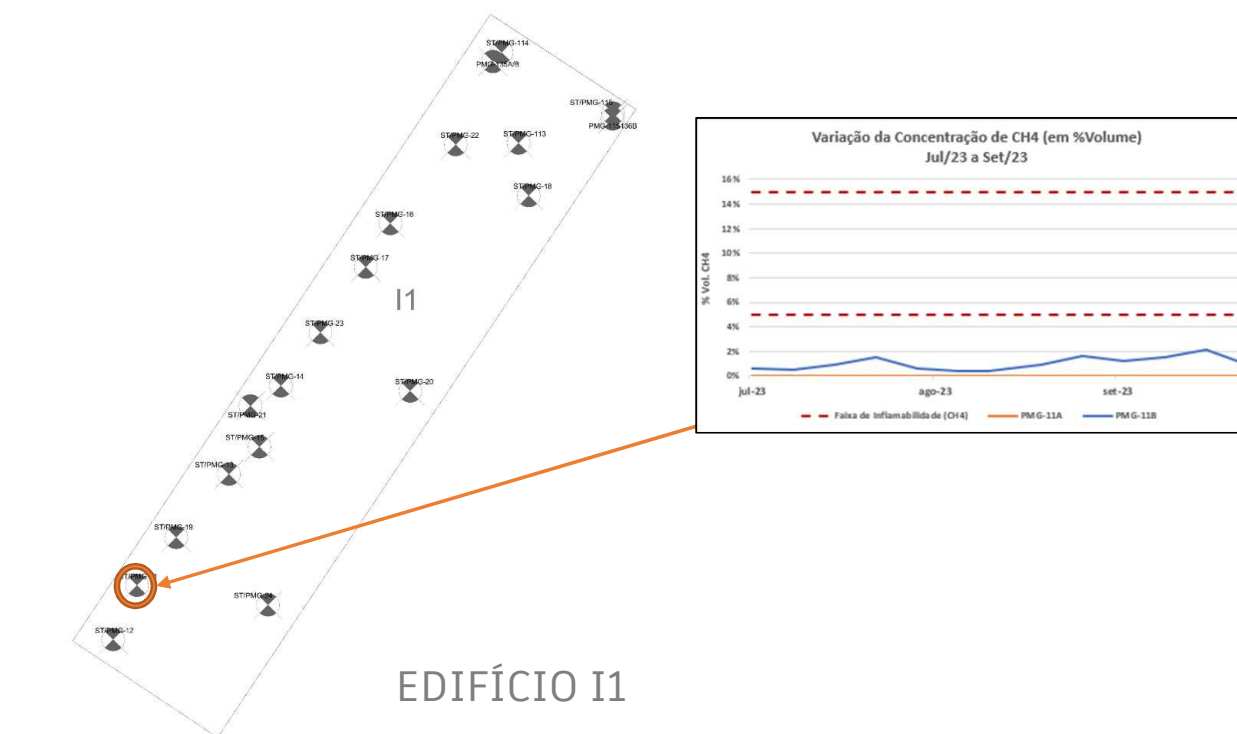 ST/PMG-114
PMG-135A/B
ST/PMG-115
ST/PMG-22
ST/PMG-113
ST/PMG-18
ST/PMG-16
ST/PMG-17
I1
ST/PMG-23
ST/PMG-14
ST/PMG-20
ST/PMG-21
ST/PMG-15
ST/PMG-13
ST/PMG-19
ST/PMG-24
ST/PMG-12
EDIFÍCIO I1
Variação da Concentração de CH4 (em %Volume)
Jul/23 a Set/23
% Vol. CH4
16%
14%
12%
10%
8%
6%
4%
2%
0%
jul-23 ago-23 set-23
Faixa de Inflamabilidade (CH4) PMG-11A PMG-11B